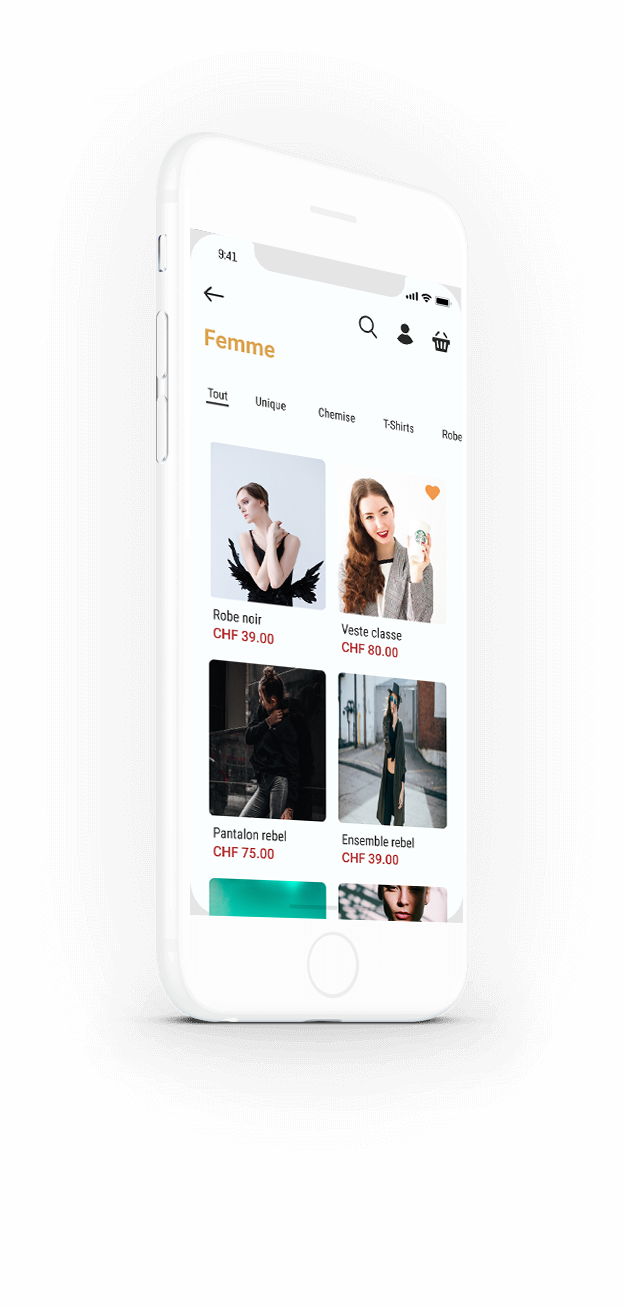 9:41
Femme
Tout Unique Chemise T-Shirts Robe
Robe noir
CHF 39.00
Veste classe
CHF 80.00
Pantalon rebel
CHF 75.00
Ensemble rebel
CHF 39.00